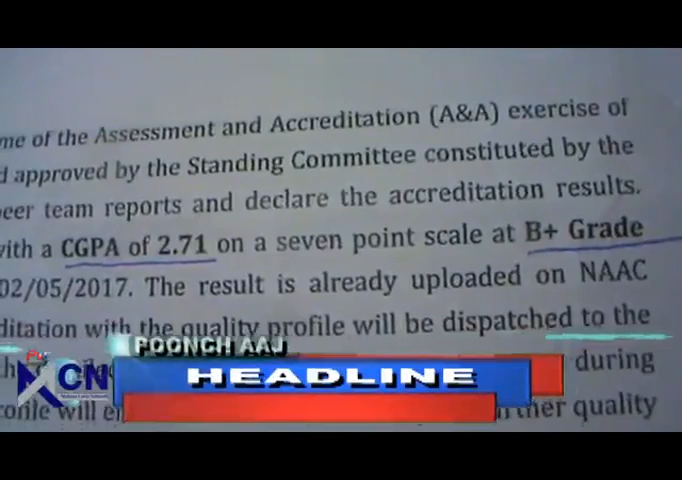 me of the Assessment and Accreditation (A&A) exercise of
d approved by the Standing Committee constituted by the
eer team reports and declare the accreditation results.
with a CGPA of 2.71 on a seven point scale at B+ Grade
02/05/2017. The result is already uploaded on NAAC
ditation with the quality profile will be dispatched to the
POONCH AAJ
during
HEADLINE
CN
rofile will
quality